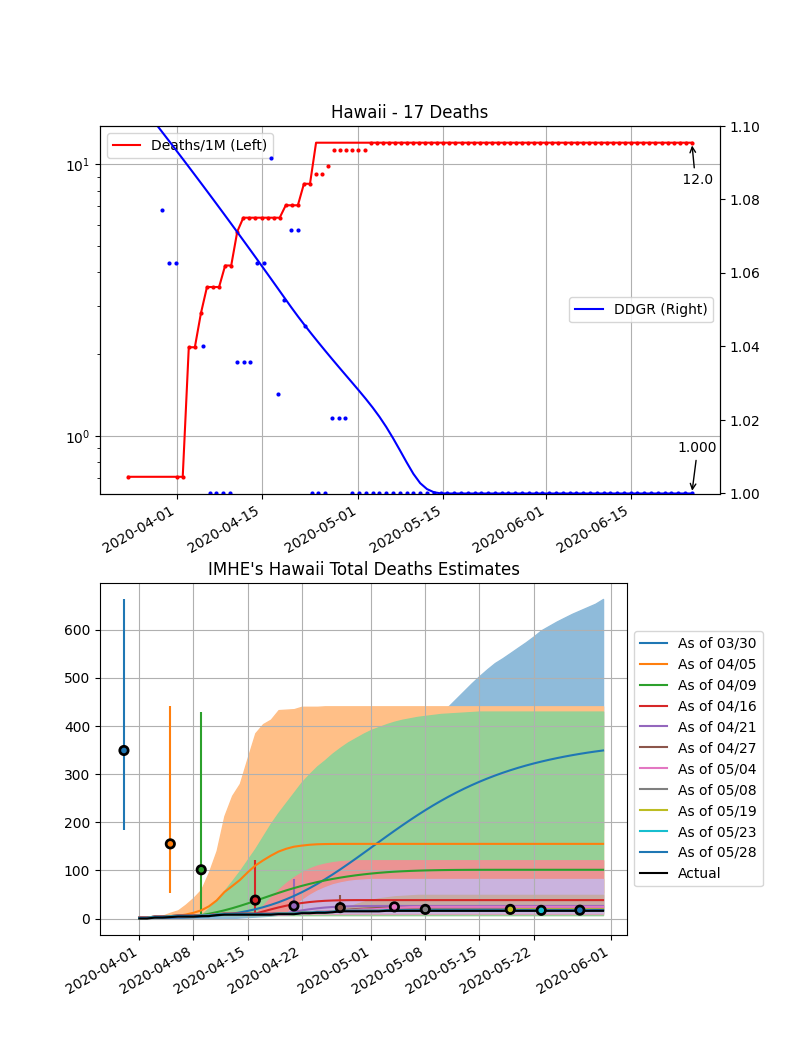 Hawaii - 17 Deaths
Deaths/1M (Left)
DDGR (Right)
12.0
1.000
10¹
10⁰
1.10
1.08
1.06
1.04
1.02
1.00
2020-04-01
2020-04-15
2020-05-01
2020-05-15
2020-06-01
2020-06-15
IMHE's Hawaii Total Deaths Estimates
600
500
400
300
200
100
0
2020-04-01
2020-04-08
2020-04-15
2020-04-22
2020-05-01
2020-05-08
2020-05-15
2020-05-22
2020-06-01
As of 03/30
As of 04/05
As of 04/09
As of 04/16
As of 04/21
As of 04/27
As of 05/04
As of 05/08
As of 05/19
As of 05/23
As of 05/28
Actual